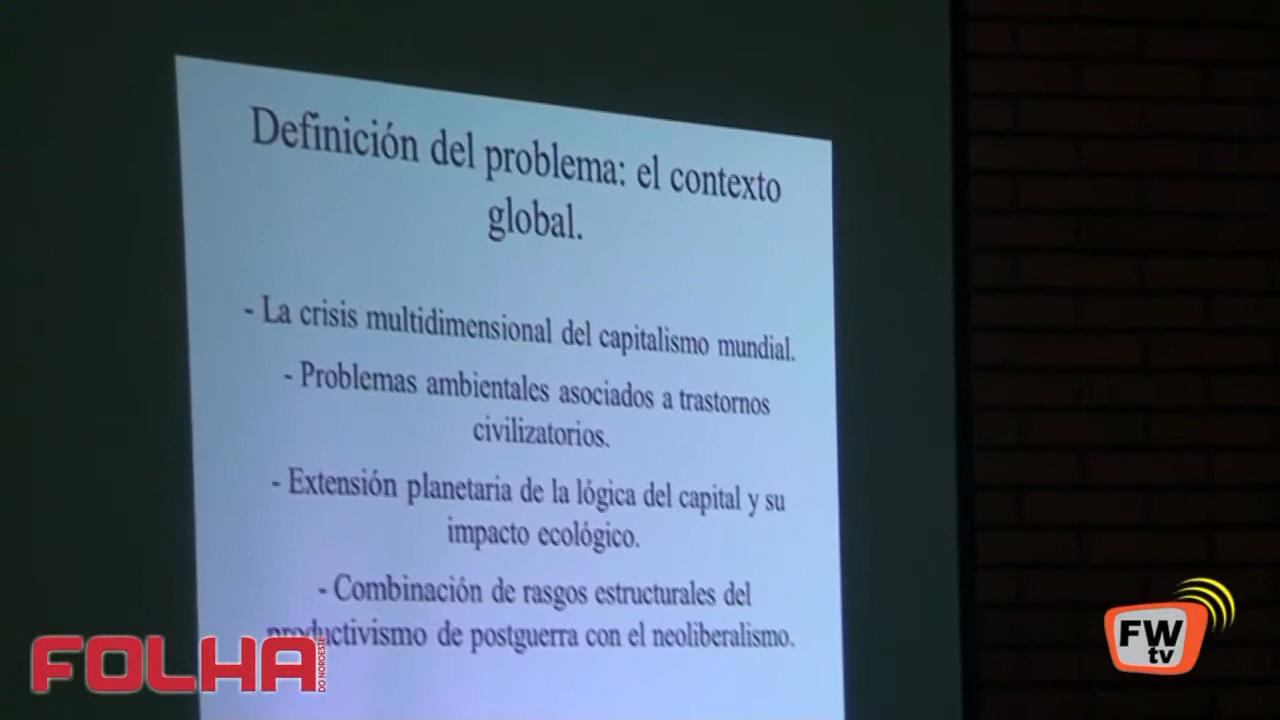 Definición del problema: el contexto
global.
- La crisis multidimensional del capitalismo mundial.
- Problemas ambientales asociados a trastornos
civilizatorios.
- Extensión planetaria de la lógica del capital y su
impacto ecológico.
- Combinación de rasgos estructurales del
productivismo de postguerra con el neoliberalismo.
FOLHA
DO NOROESTE
FW
tv